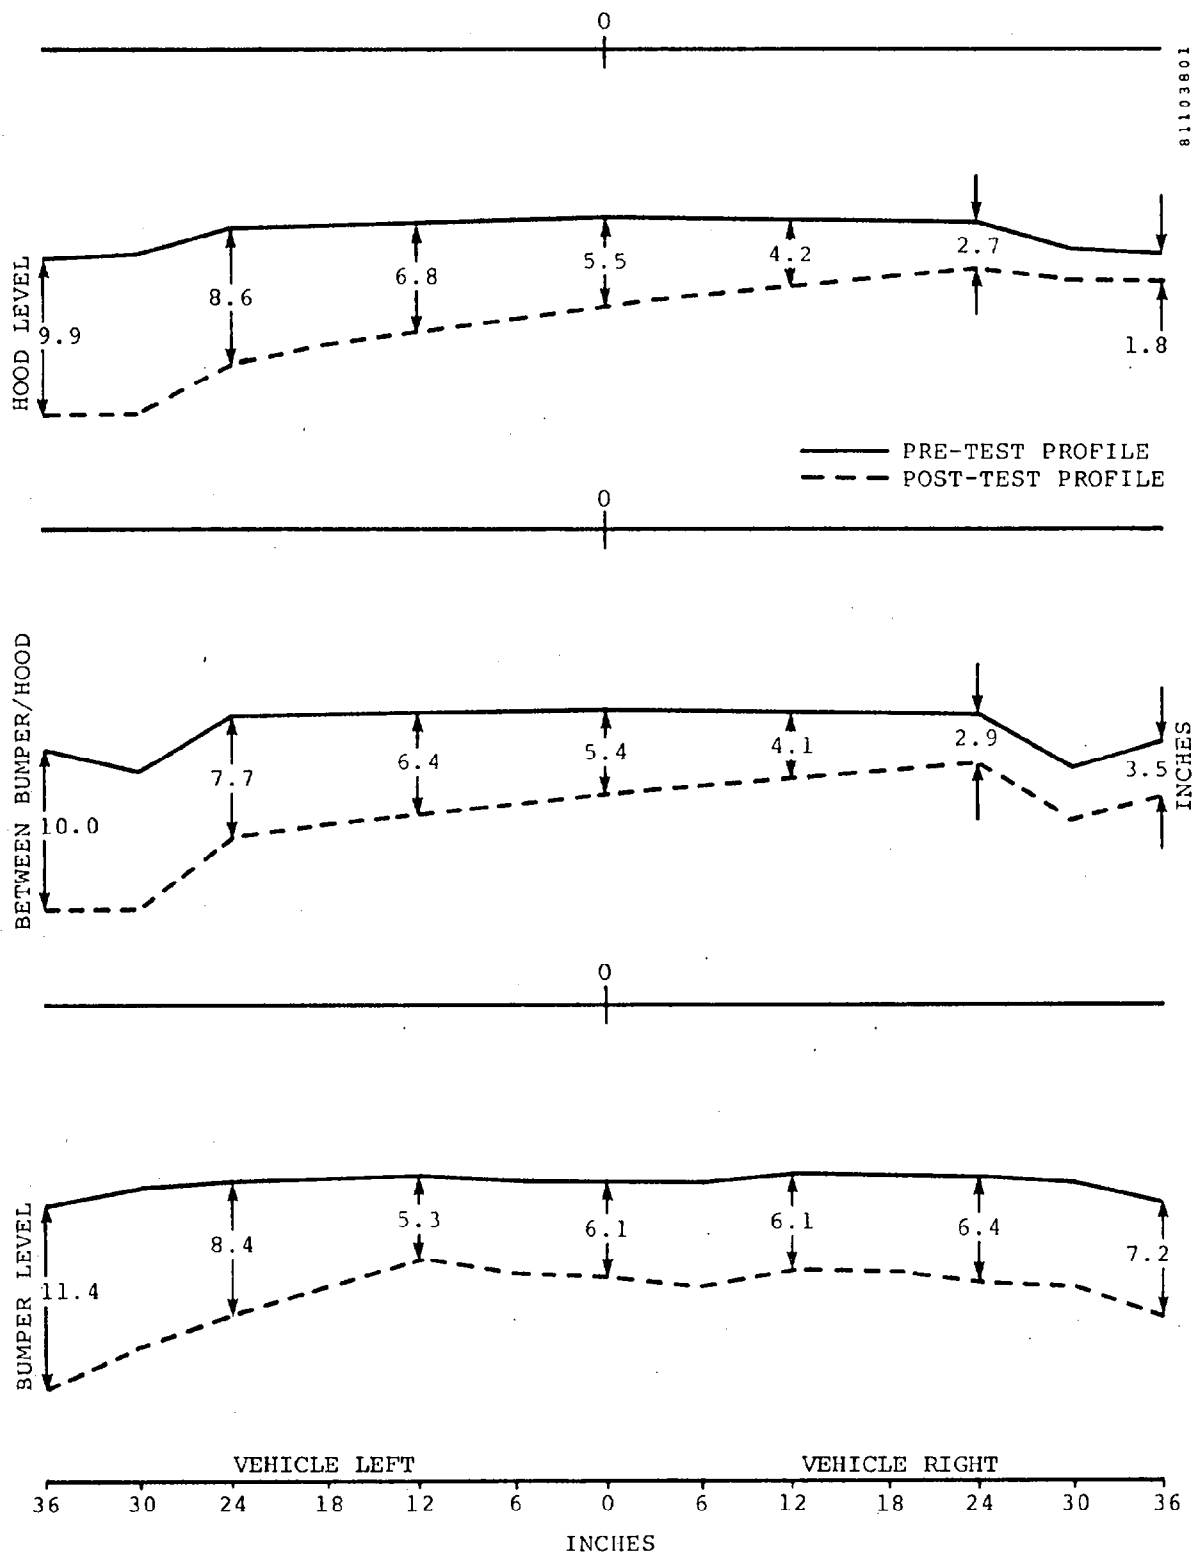 0
81103801
HOOD LEVEL
9.9
8.6
6.8
5.5
4.2
2.7
1.8
PRE-TEST PROFILE
POST-TEST PROFILE
0
BETWEEN BUMPER/HOOD
10.0
7.7
6.4
5.4
4.1
2.9
3.5
INCHES
0
BUMPER LEVEL
11.4
8.4
5.3
6.1
6.1
6.4
7.2
VEHICLE LEFT
VEHICLE RIGHT
36 30 24 18 12 6 0 6 12 18 24 30 36
INCHES